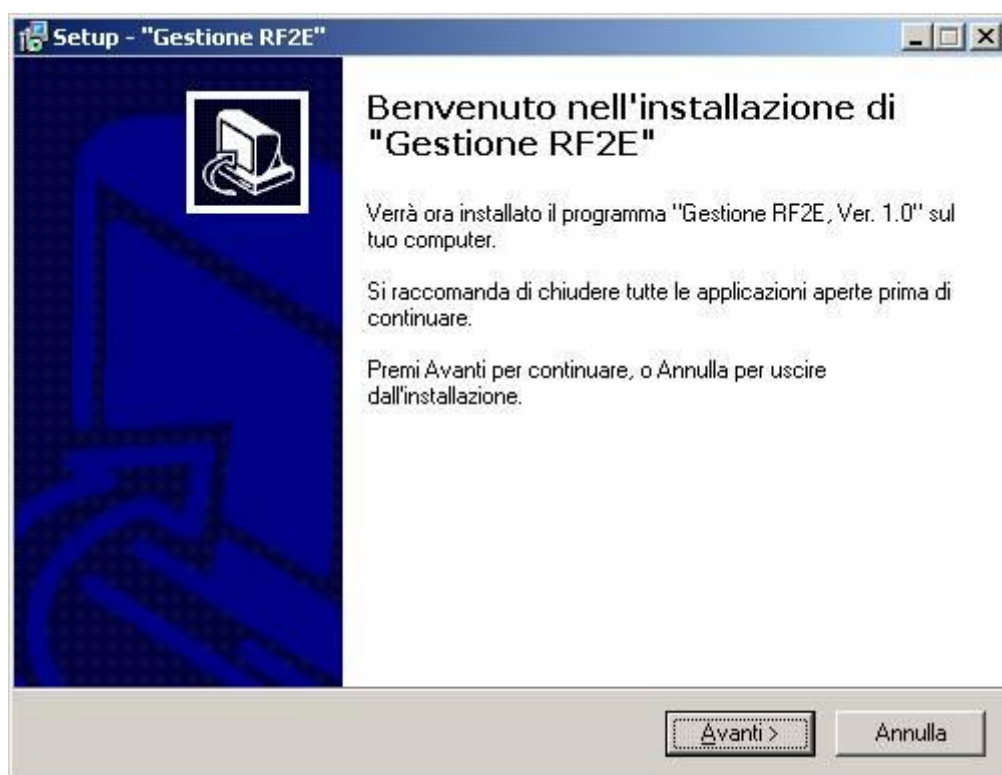 Setup - "Gestione RF2E"
Benvenuto nell'installazione di
"Gestione RF2E"
Verrà ora installato il programma "Gestione RF2E, Ver. 1.0" sul
tuo computer.
Si raccomanda di chiudere tutte le applicazioni aperte prima di
continuare.
Premi Avanti per continuare, o Annulla per uscire
dall'installazione.
Avanti >
Annulla